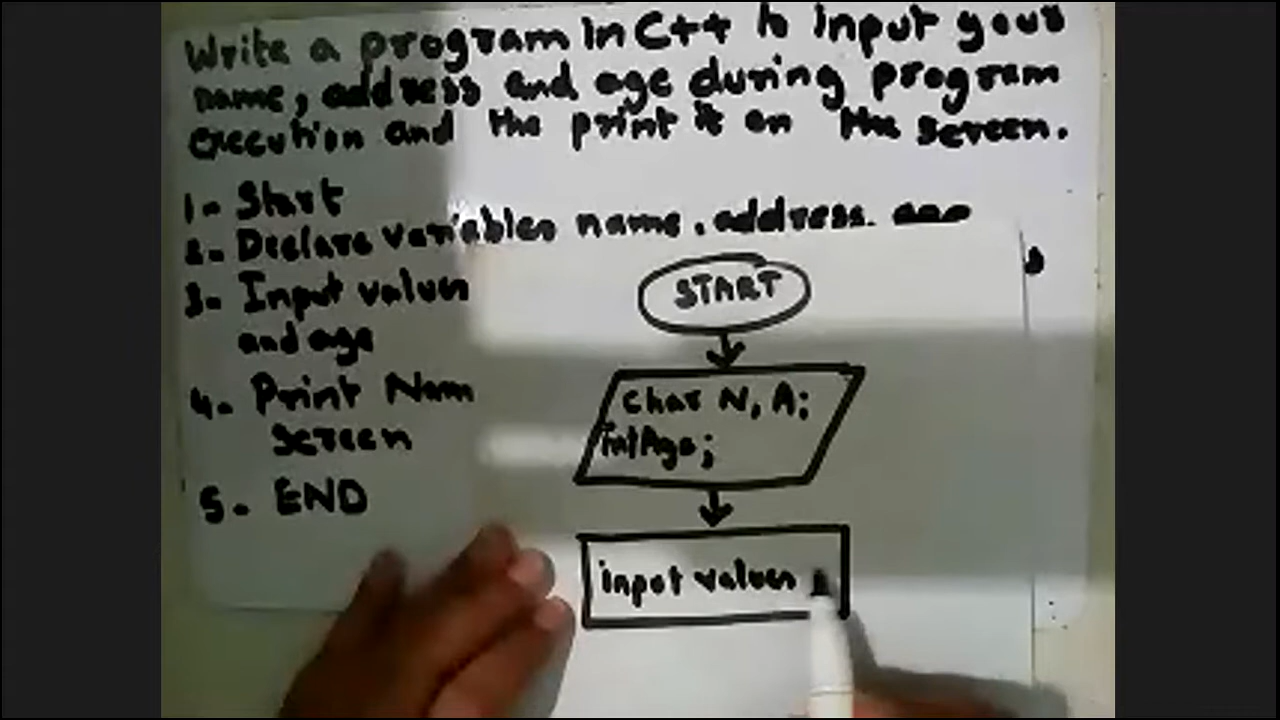 Write a program in C++ to input your
name, address and age during program
execution and the print it on the screen.
1- Start
2- Declare variables name, address.
3- Input values
and age
4- Print Nam
screen
5- END
START
char N, A;
int Age;
input values